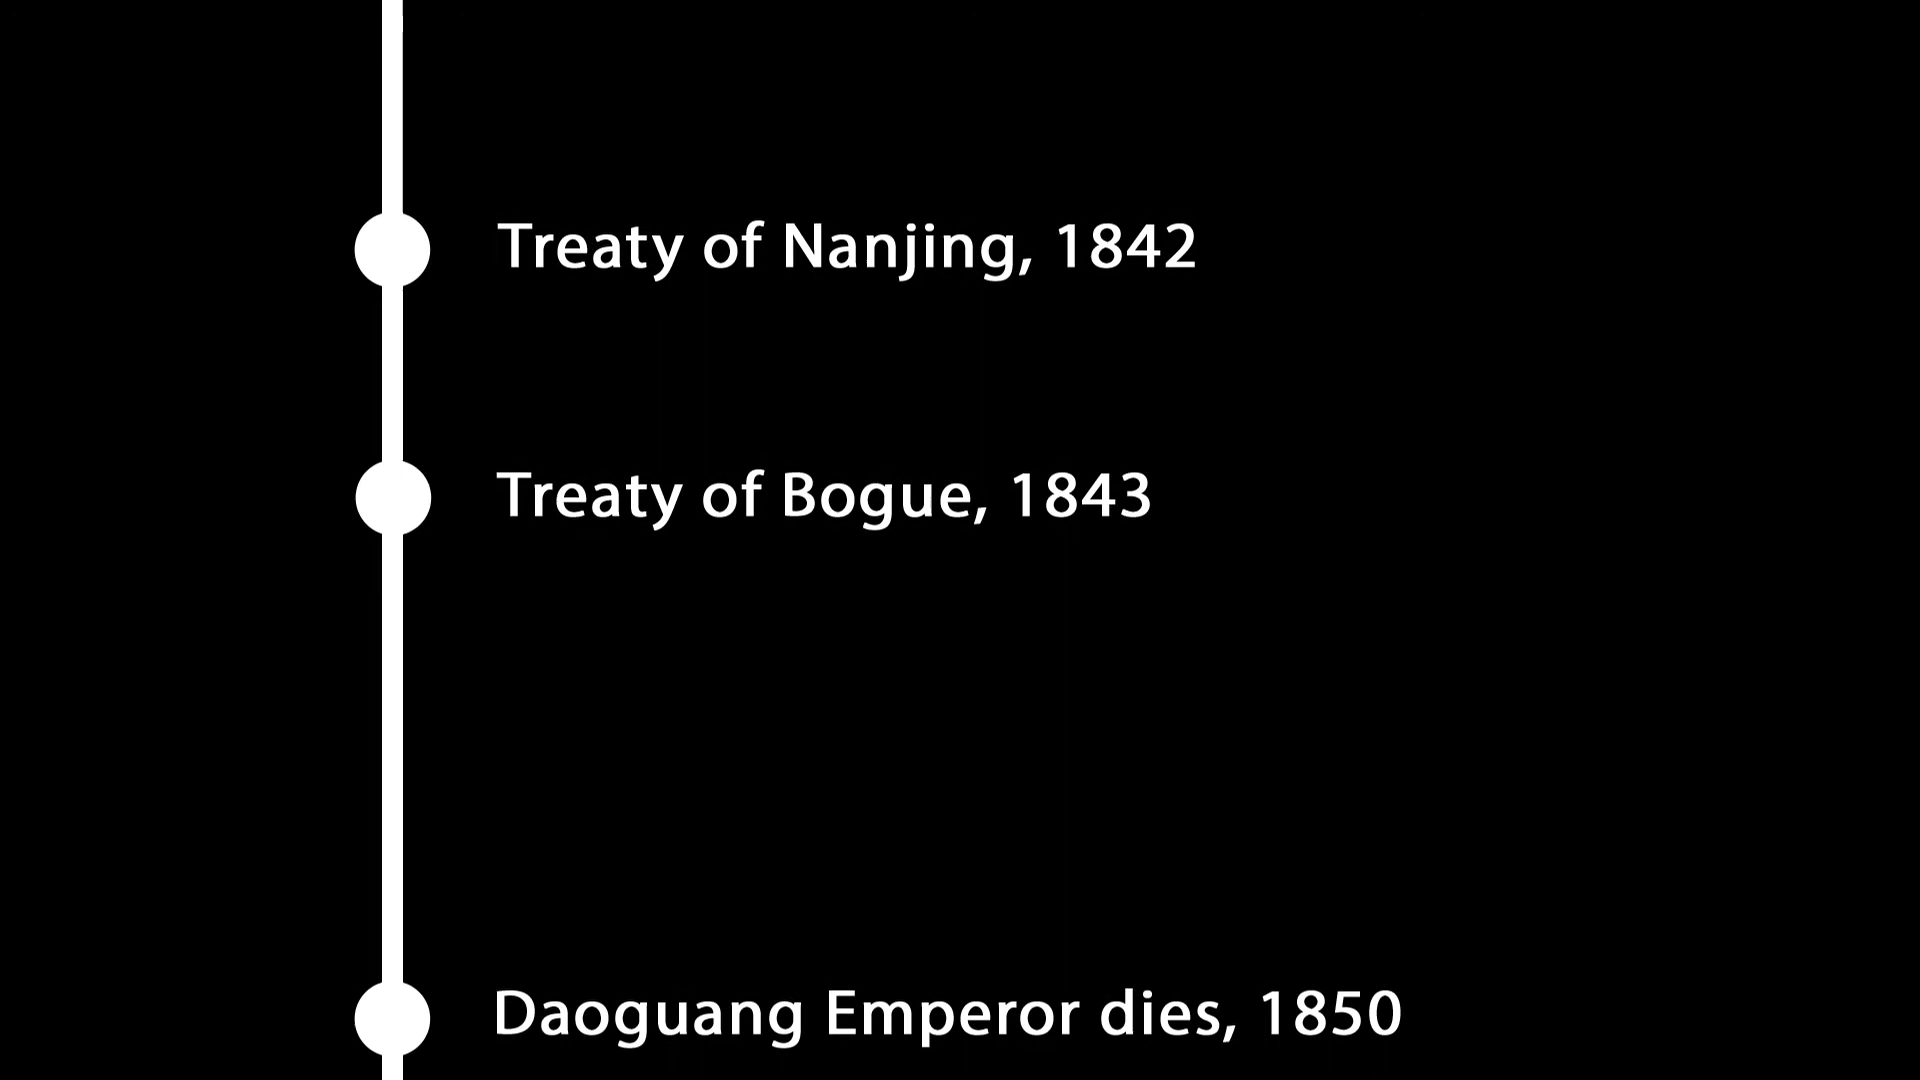 Treaty of Nanjing, 1842
Treaty of Bogue, 1843
Daoguang Emperor dies, 1850